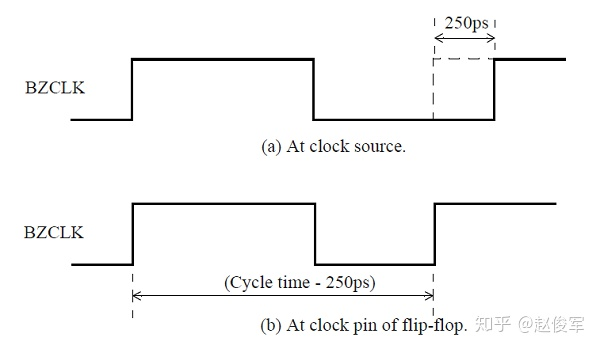 250ps
BZCLK
(a) At clock source.
BZCLK
(Cycle time - 250ps)
(b) At clock pin of flip-flop.
知乎 @赵俊军